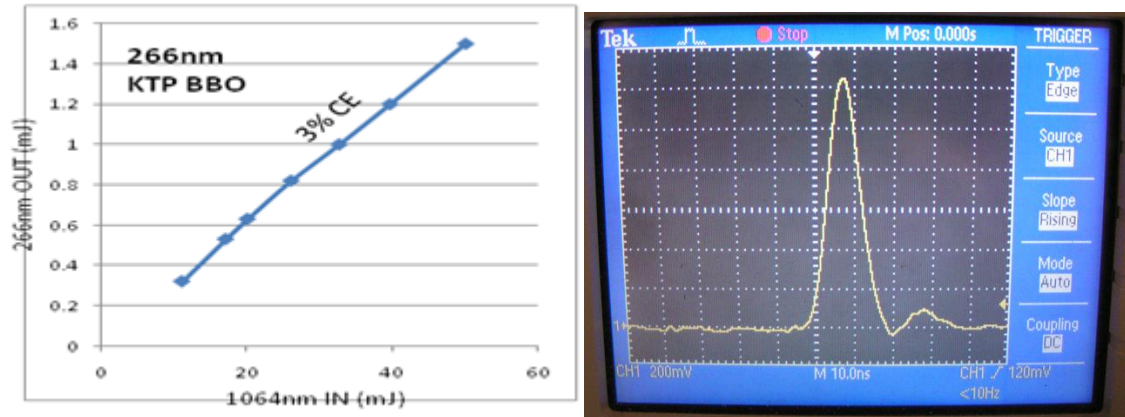 1.6
1.4
1.2
1
0.8
0.6
0.4
0.2
0
266nm OUT (mJ)
266nm
KTP BBO
3% CE
0 20 40 60
1064nm IN (mJ)
Tek Stop M Pos: 0.000s
TRIGGER
Type
Edge
Source
CH1
Slope
Rising
Mode
Auto
Coupling
DC
1
CH1 200mV M 10.0ns CH1 120mV
<10Hz